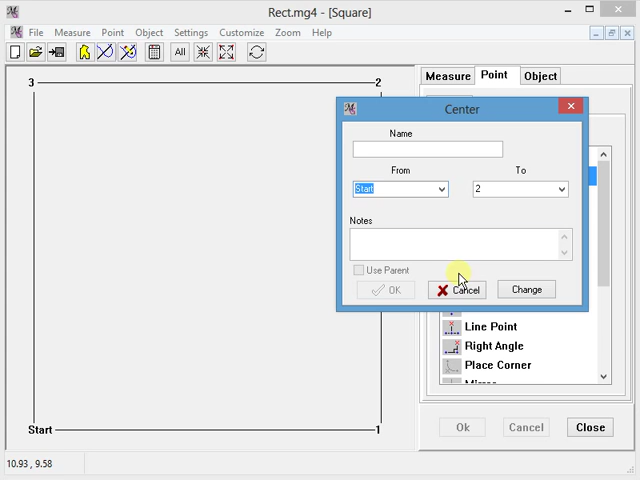 Rect.mg4 - [Square]
File Measure Point Object Settings Customize Zoom Help
All
3 2
Start 1
Measure Point Object
Center
Name
From To
Start 2
Notes
Use Parent
OK Cancel Change
Line Point
Right Angle
Place Corner
Mirror
Ok Cancel Close
10.93 , 9.58